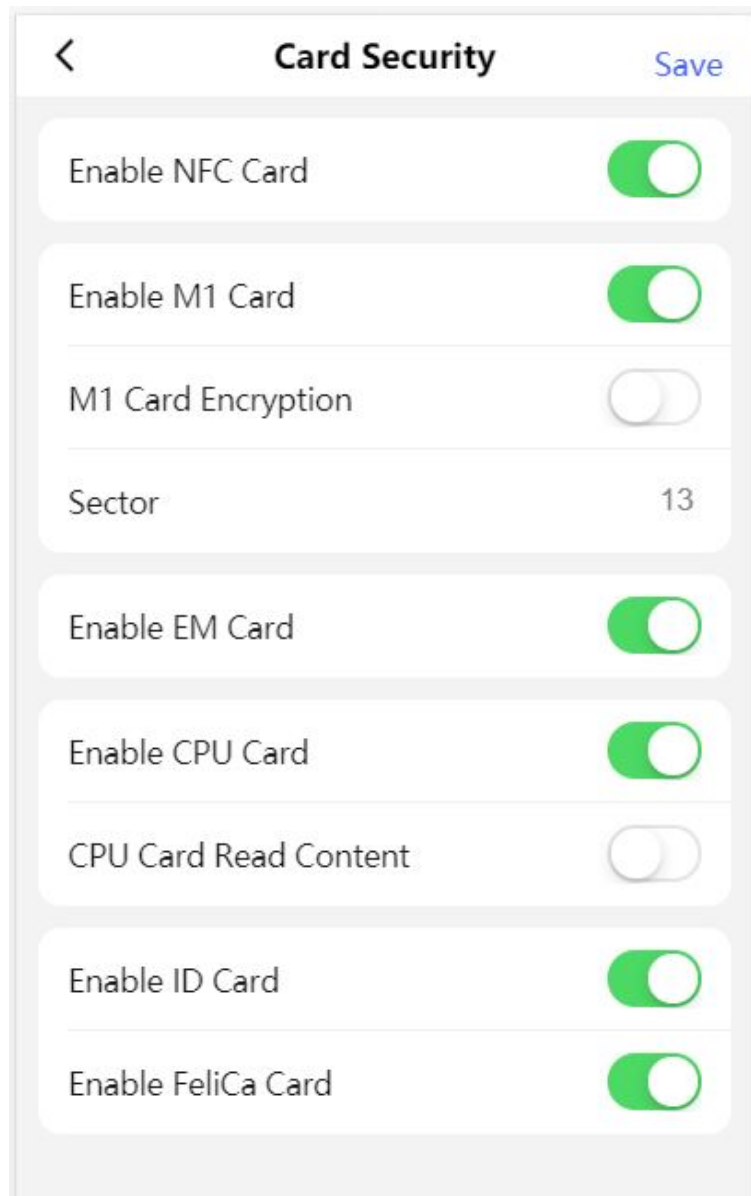 Card Security
Save
Enable NFC Card
Enable M1 Card
M1 Card Encryption
Sector 13
Enable EM Card
Enable CPU Card
CPU Card Read Content
Enable ID Card
Enable FeliCa Card